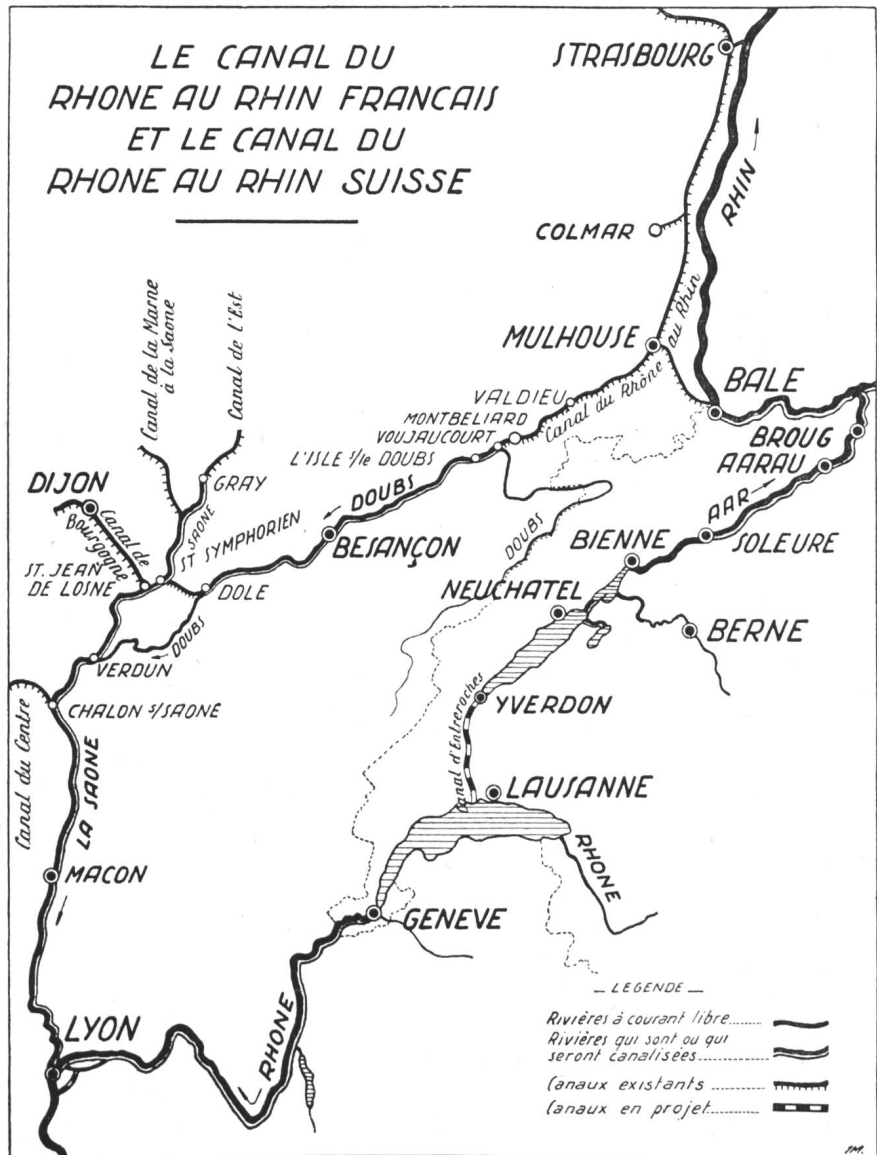 LE CANAL DU
RHONE AU RHIN FRANCAIS
ET LE CANAL DU
RHONE AU RHIN SUISSE
STRASBOURG
RHIN
COLMAR
Canal de la Marne
à la Saone
Canal de l'Est
MULHOUSE
Canal du Rhône au Rhin
BALE
VALDIEU
MONTBELIARD
VOUJAUCOURT
L'ISLE s/le DOUBS
BROUG
AARAU
GRAY
DIJON
Canal de
Bourgogne
SAONE
ST SYMPHORIEN
DOUBS
BESANÇON
AAR
SOLEURE
DOUBS
BIENNE
ST. JEAN
DE LOSNE
DOLE
NEUCHATEL
BERNE
DOUBS
VERDUN
YVERDON
CHALON s/SAONE
Canal du Centre
LA SAONE
Canal d'Entreroches
LAUSANNE
RHONE
MACON
GENEVE
LYON
RHONE
LEGENDE
Rivières à courant libre
Rivières qui sont ou qui
seront canalisées
Canaux existants
Canaux en projet